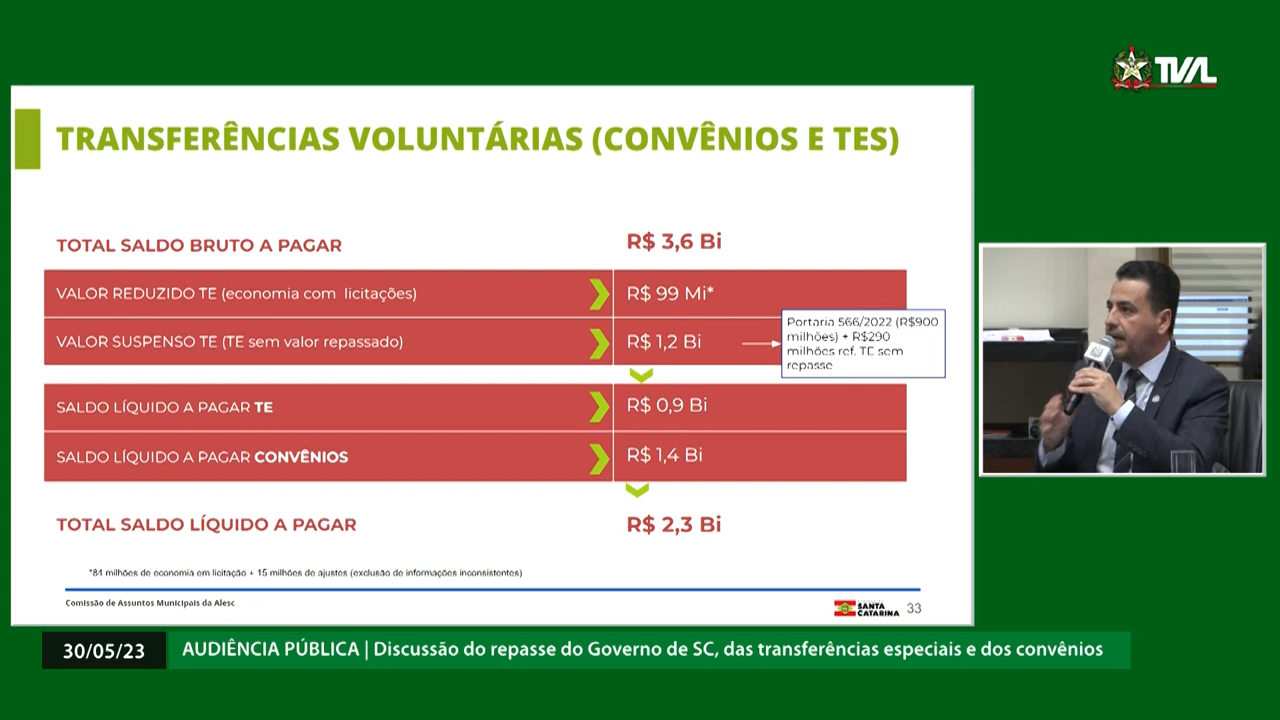 TVAL
TRANSFERÊNCIAS VOLUNTÁRIAS (CONVÊNIOS E TES)
TOTAL SALDO BRUTO A PAGAR R$ 3,6 Bi
VALOR REDUZIDO TE (economia com licitações) R$ 99 Mi*
VALOR SUSPENSO TE (TE sem valor repassado) R$ 1,2 Bi
Portaria 566/2022 (R$900
milhões) + R$290
milhões ref. TE sem
repasse
SALDO LÍQUIDO A PAGAR TE R$ 0,9 Bi
SALDO LÍQUIDO A PAGAR CONVÊNIOS R$ 1,4 Bi
TOTAL SALDO LÍQUIDO A PAGAR R$ 2,3 Bi
*84 milhões de economia em licitação + 15 milhões de ajustes (exclusão de informações inconsistentes)
Comissão de Assuntos Municipais da Alesc
SANTA
CATARINA
33
30/05/23 AUDIÊNCIA PÚBLICA | Discussão do repasse do Governo de SC, das transferências especiais e dos convênios